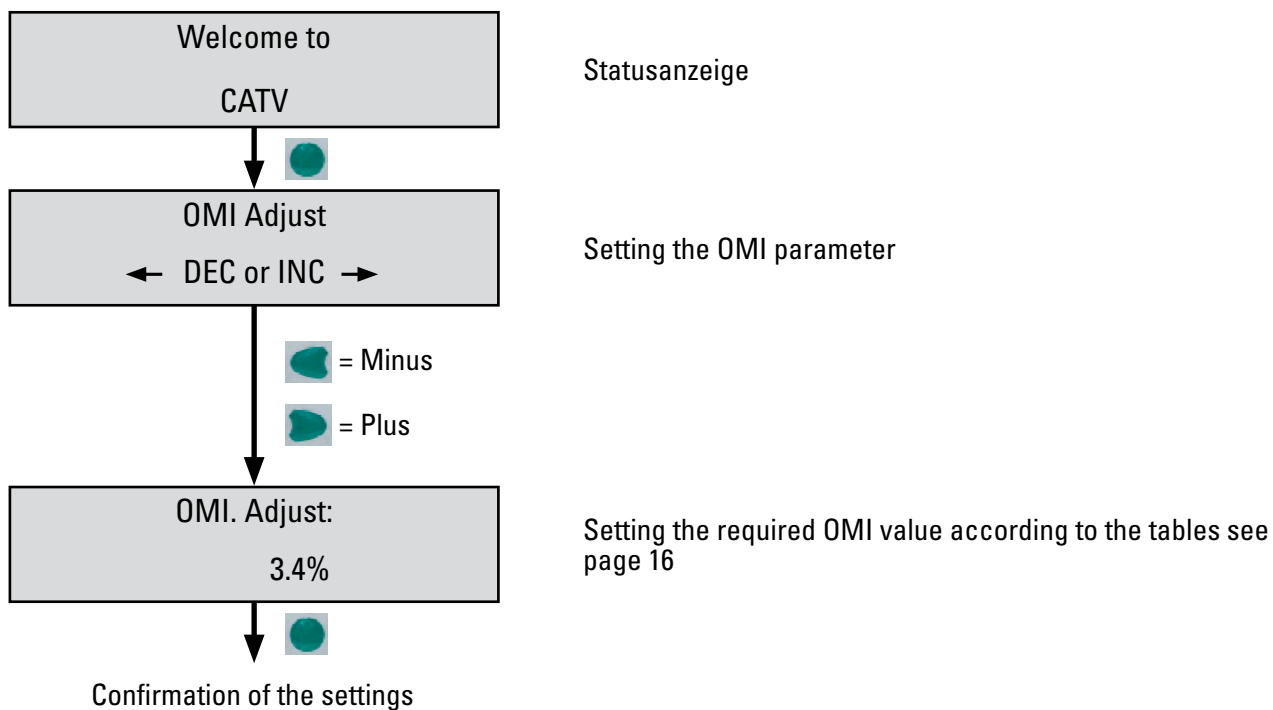 Welcome to
CATV
Statusanzeige
OMI Adjust
DEC or INC
Setting the OMI parameter
= Minus
= Plus
OMI. Adjust:
3.4%
Setting the required OMI value according to the tables see
page 16
Confirmation of the settings